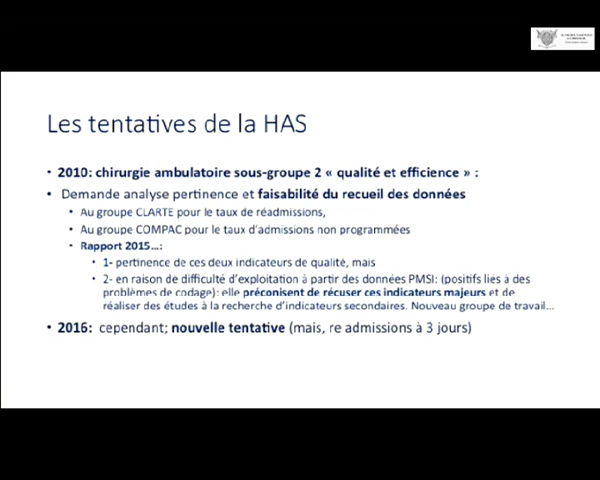 Les tentatives de la HAS
• 2010: chirurgie ambulatoire sous-groupe 2 « qualité et efficience » :
• Demande analyse pertinence et faisabilité du recueil des données
• Au groupe CLARTE pour le taux de réadmissions,
• Au groupe COMPAC pour le taux d'admissions non programmées
• Rapport 2015…:
• 1- pertinence de ces deux indicateurs de qualité, mais
• 2- en raison de difficulté d'exploitation à partir des données PMSI: (positifs liés à des
problèmes de codage): elle préconisent de récuser ces indicateurs majeurs et de
réaliser des études à la recherche d'indicateurs secondaires. Nouveau groupe de travail…
• 2016: cependant; nouvelle tentative (mais, re admissions à 3 jours)